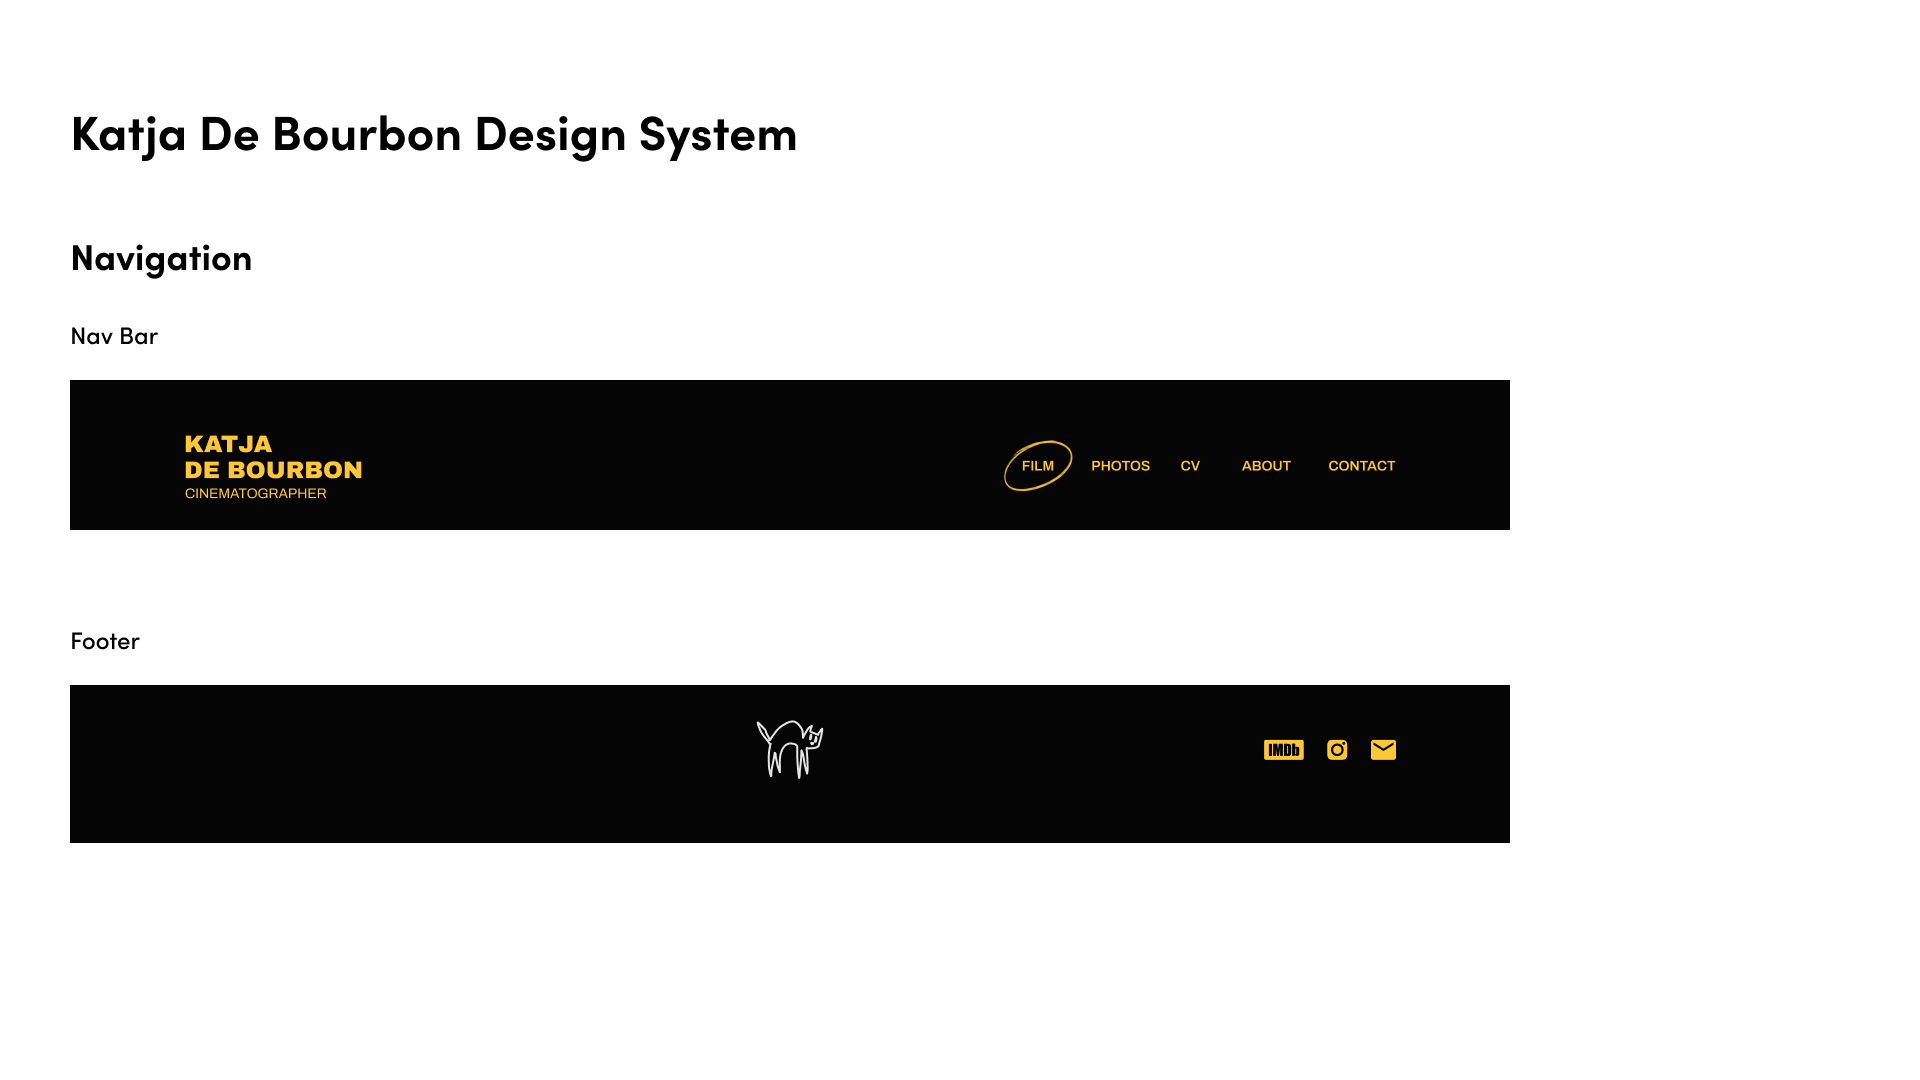 Katja De Bourbon Design System
Navigation
Nav Bar
KATJA
DE BOURBON
CINEMATOGRAPHER
FILM PHOTOS CV ABOUT CONTACT
Footer
IMDb